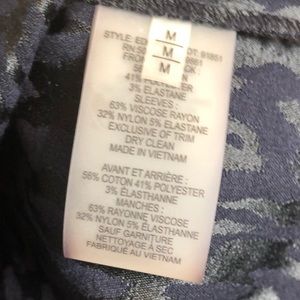 M
M
M
STYLE: 91851
3% ELASTANE
SLEEVES :
63% VISCOSE RAYON
32% NYLON 5% ELASTANE
EXCLUSIVE OF TRIM
DRY CLEAN
MADE IN VIETNAM
AVANT ET ARRIÈRE :
56% COTON 41% POLYESTER
3% ÉLASTHANNE
MANCHES :
63% RAYONNE VISCOSE
32% NYLON 5% ÉLASTHANNE
SAUF GARNITURE
NETTOYAGE À SEC
FABRIQUÉ AU VIETNAM